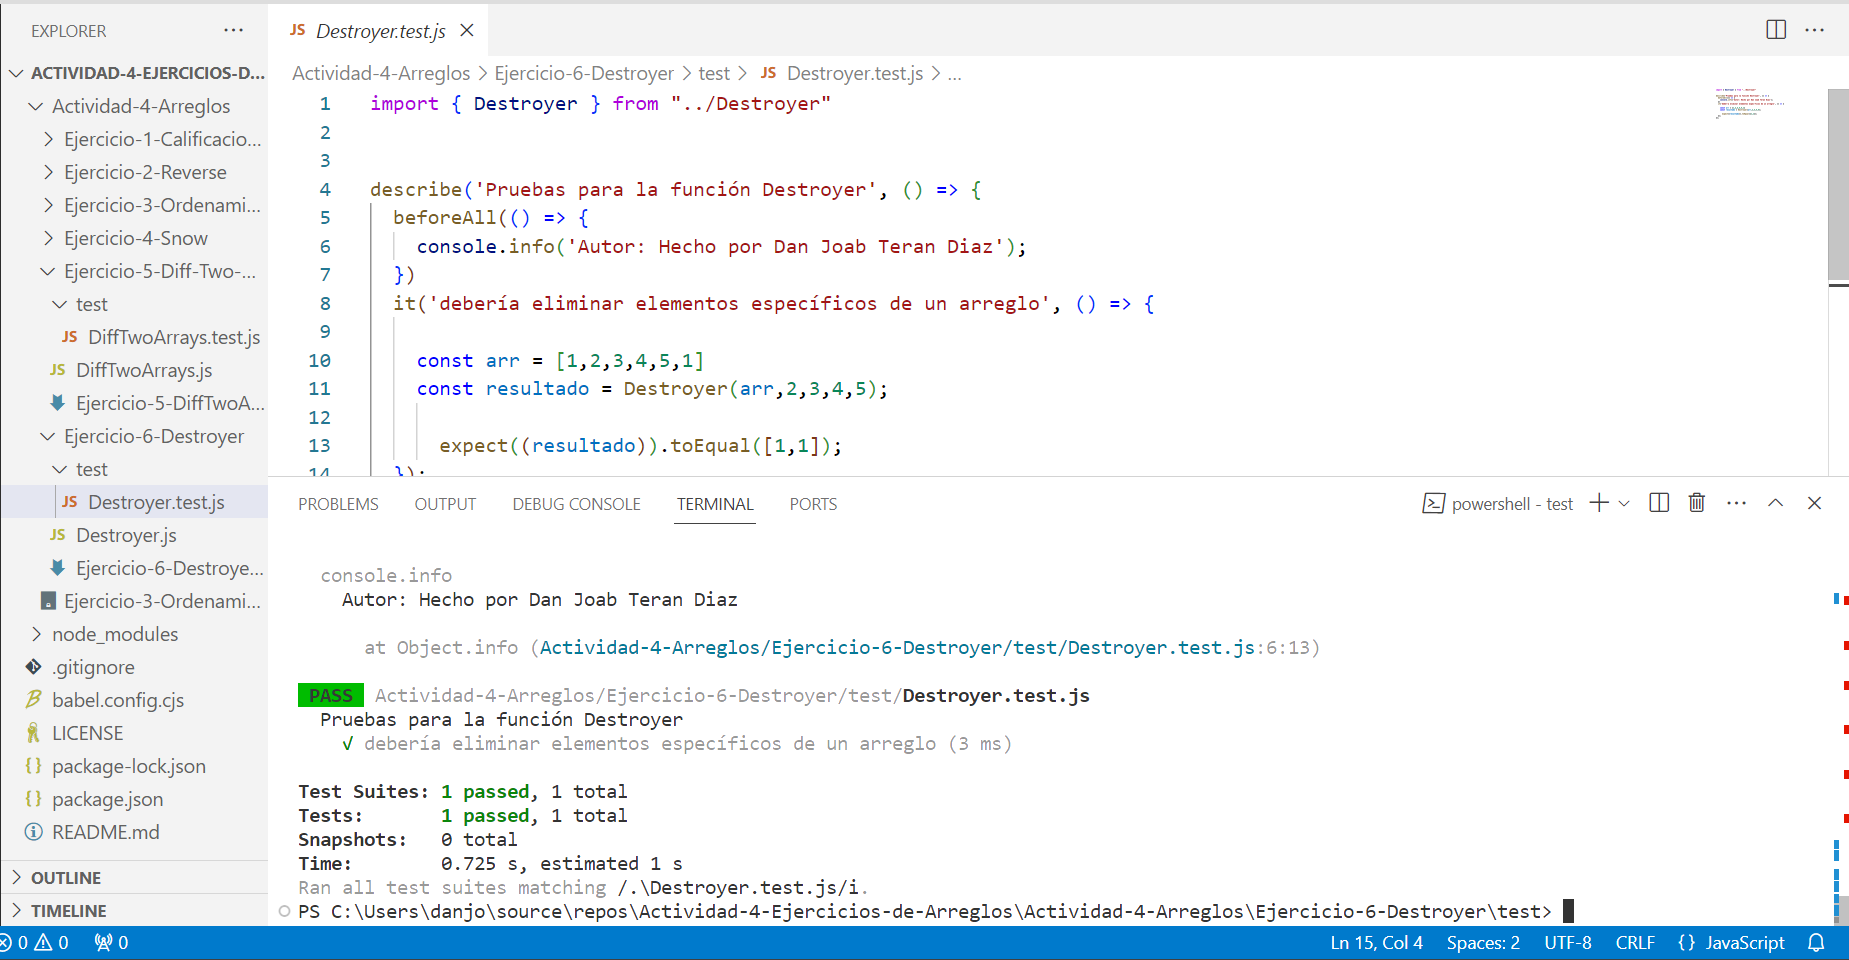 EXPLORER
ACTIVIDAD-4-EJERCICIOS-D...
Actividad-4-Arreglos
Ejercicio-1-Calificacio...
Ejercicio-2-Reverse
Ejercicio-3-Ordenami...
Ejercicio-4-Snow
Ejercicio-5-Diff-Two-...
test
JS DiffTwoArrays.test.js
JS DiffTwoArrays.js
Ejercicio-5-DiffTwoA...
Ejercicio-6-Destroyer
test
JS Destroyer.test.js
JS Destroyer.js
Ejercicio-6-Destroye...
Ejercicio-3-Ordenami...
node_modules
.gitignore
babel.config.cjs
LICENSE
{} package-lock.json
{} package.json
README.md
OUTLINE
TIMELINE
JS Destroyer.test.js
Actividad-4-Arreglos > Ejercicio-6-Destroyer > test > JS Destroyer.test.js > ...
1 import { Destroyer } from "../Destroyer"
2
3
4 describe('Pruebas para la función Destroyer', () => {
5 beforeAll(() => {
6 console.info('Autor: Hecho por Dan Joab Teran Diaz');
7 })
8 it('debería eliminar elementos específicos de un arreglo', () => {
9
10 const arr = [1,2,3,4,5,1]
11 const resultado = Destroyer(arr,2,3,4,5);
12
13 expect((resultado)).toEqual([1,1]);
14 });
PROBLEMS OUTPUT DEBUG CONSOLE TERMINAL PORTS
powershell - test
console.info
Autor: Hecho por Dan Joab Teran Diaz
at Object.info (Actividad-4-Arreglos/Ejercicio-6-Destroyer/test/Destroyer.test.js:6:13)
PASS Actividad-4-Arreglos/Ejercicio-6-Destroyer/test/Destroyer.test.js
Pruebas para la función Destroyer
√ debería eliminar elementos específicos de un arreglo (3 ms)
Test Suites: 1 passed, 1 total
Tests: 1 passed, 1 total
Snapshots: 0 total
Time: 0.725 s, estimated 1 s
Ran all test suites matching /.\Destroyer.test.js/i.
PS C:\Users\danjo\source\repos\Actividad-4-Ejercicios-de-Arreglos\Actividad-4-Arreglos\Ejercicio-6-Destroyer\test>
0 0 0
Ln 15, Col 4 Spaces: 2 UTF-8 CRLF {} JavaScript